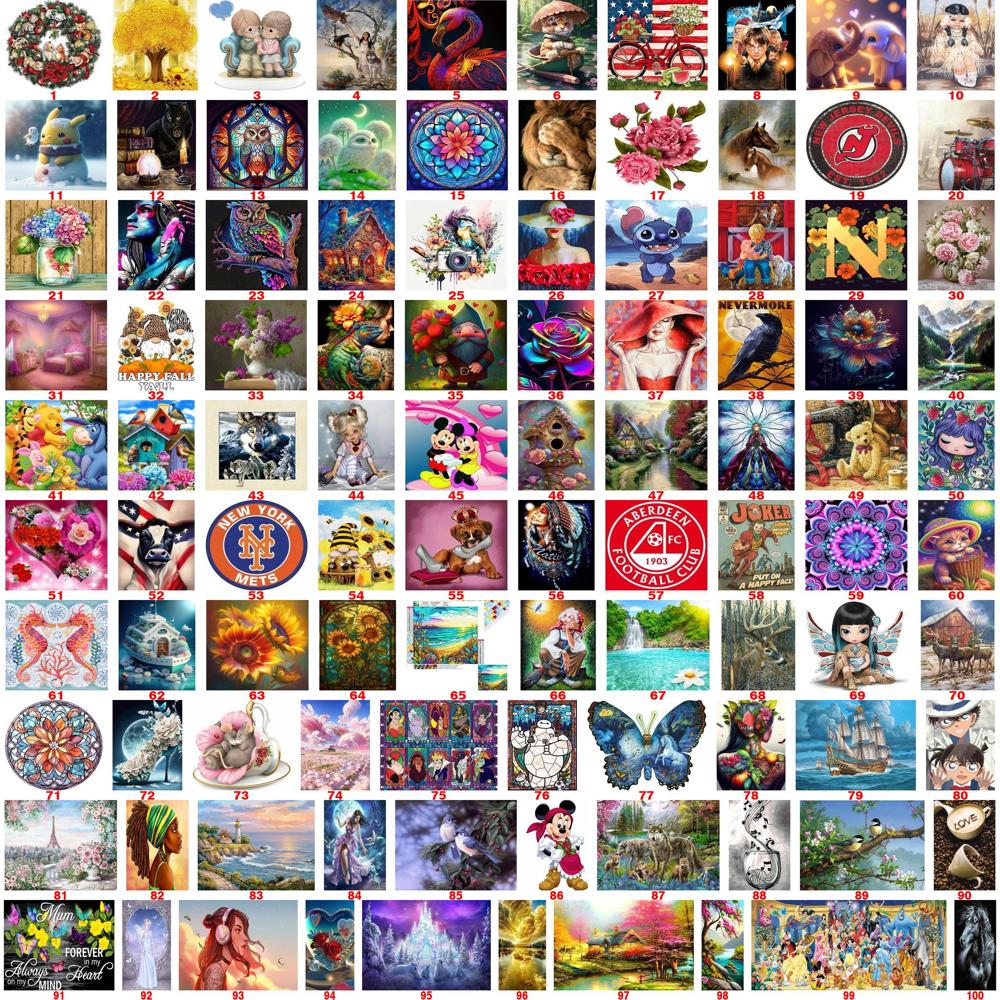 1 2 3 4 5 6 7 8 9 10
NEW JERSEY DEVILS
11 12 13 14 15 16 17 18 19 20
N
21 22 23 24 25 26 27 28 29 30
NEVERMORE
HAPPY FALL
31 32 33 34 35 36 37 38 39 40
41 42 43 44 45 46 47 48 49 50
NEW YORK
NY
METS
ABERDEEN
A FC
1903
FOOTBALL CLUB
JOKER
PUT ON
A HAPPY FACE!
51 52 53 54 55 56 57 58 59 60
61 62 63 64 65 66 67 68 69 70
71 72 73 74 75 76 77 78 79 80
LOVE
81 82 83 84 85 86 87 88 89 90
Mum
FOREVER
in my
Always
Heart
on my
MIND
91 92 93 94 95 96 97 98 99 100